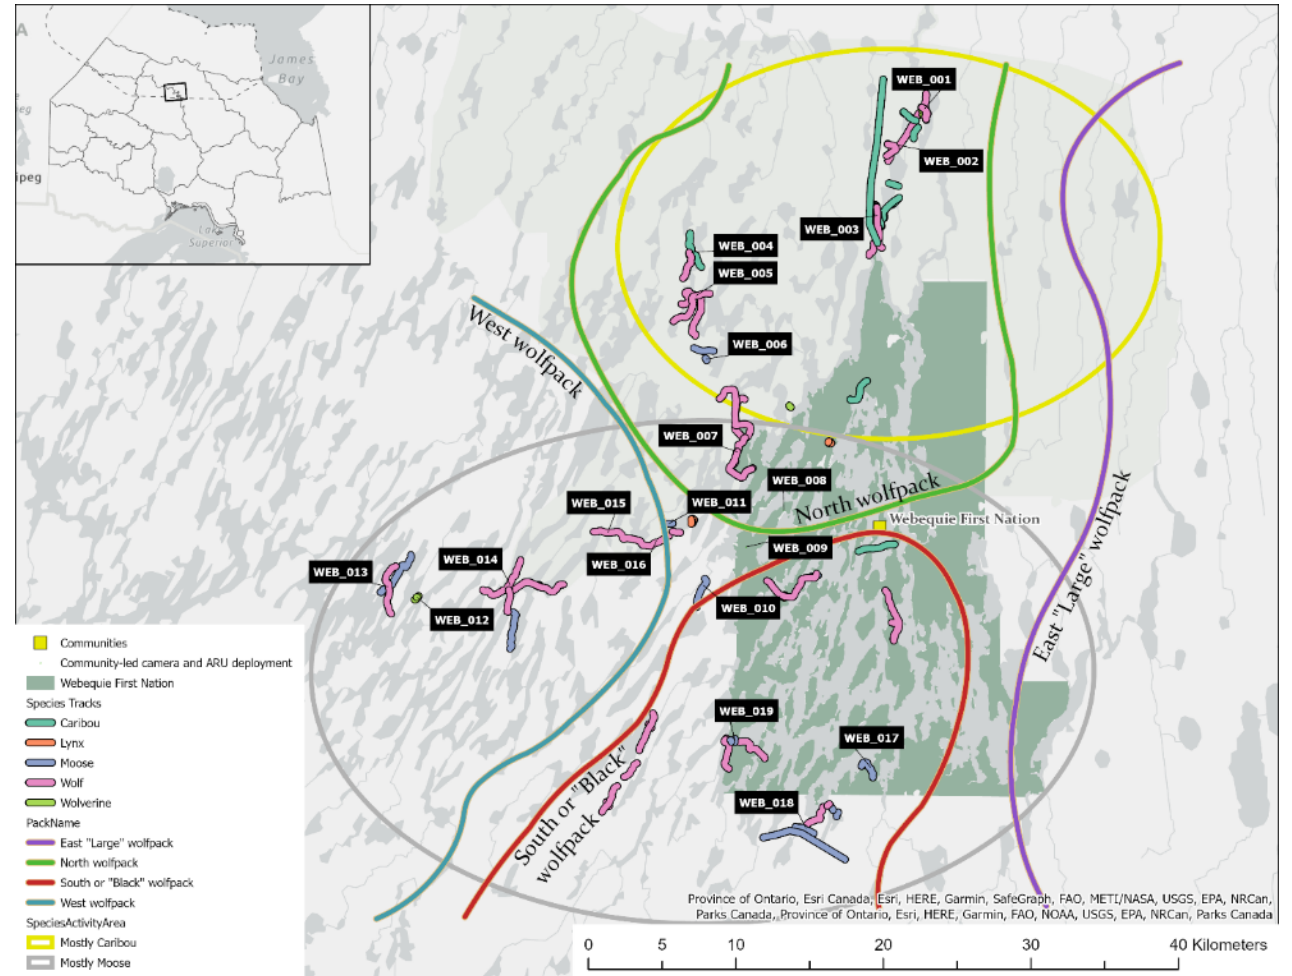 A
James
Bay
eg
ipeg
Lake
Superior
WEB_001
WEB_002
WEB_003
WEB_004
WEB_005
WEB_006
West wolfpack
WEB_007
WEB_008
North wolfpack
WEB_015
WEB_011
Webequie First Nation
WEB_009
WEB_016
WEB_014
WEB_013
WEB_012
WEB_010
East "Large" wolfpack
WEB_019
WEB_017
South or "Black"
wolfpack
WEB_018
Communities
Community-led camera and ARU deployment
Webequie First Nation
Species Tracks
Caribou
Lynx
Moose
Wolf
Wolverine
PackName
East "Large" wolfpack
North wolfpack
South or "Black" wolfpack
West wolfpack
SpeciesActivityArea
Mostly Caribou
Mostly Moose
Province of Ontario, Esri Canada, Esri, HERE, Garmin, SafeGraph, FAO, METI/NASA, USGS, EPA, NRCan,
Parks Canada, Province of Ontario, Esri, HERE, Garmin, FAO, NOAA, USGS, EPA, NRCan, Parks Canada
0 5 10 20 30 40 Kilometers